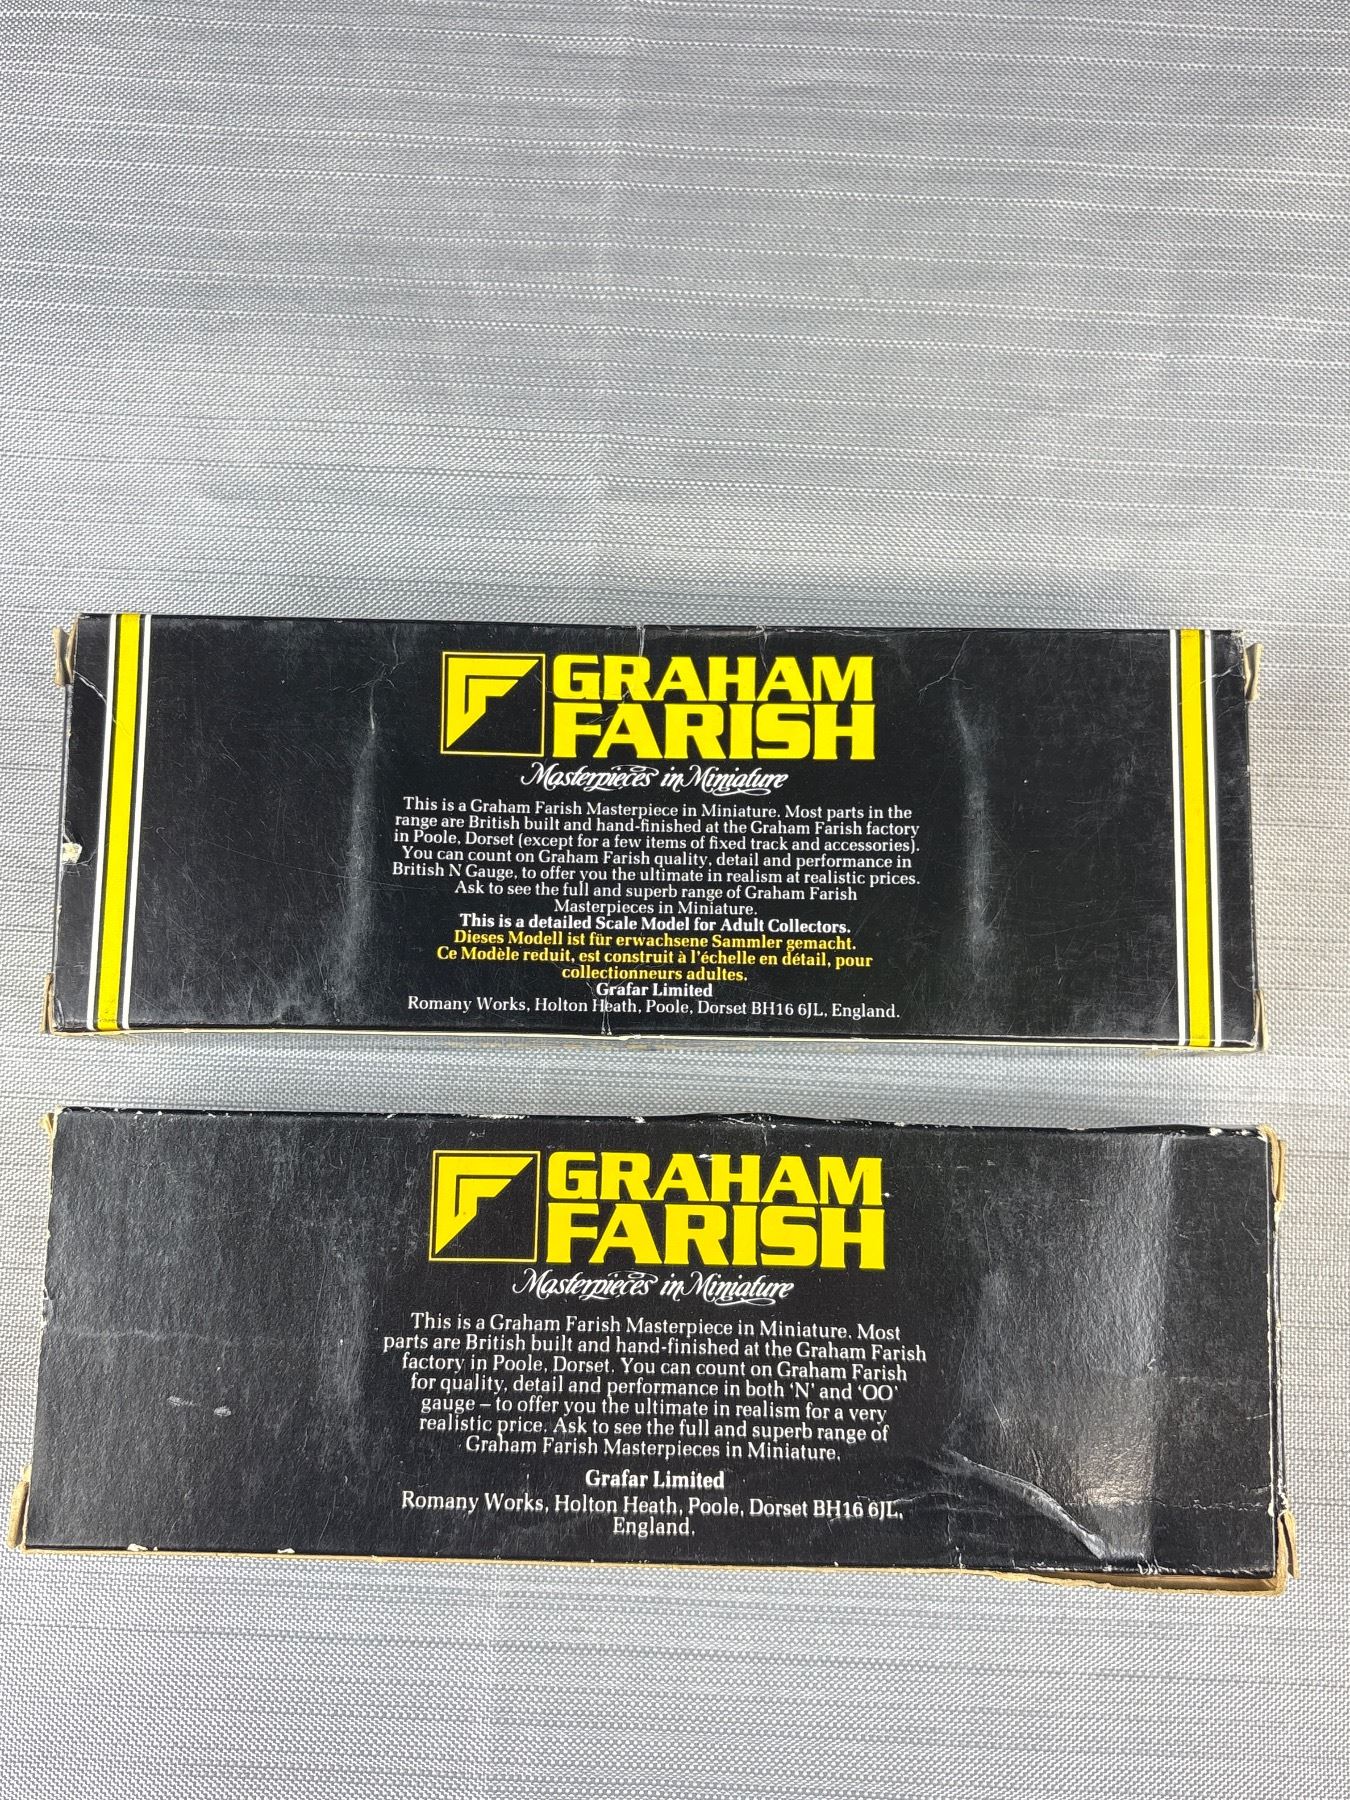 GRAHAM
FARISH
Masterpieces in Miniature
This is a Graham Farish Masterpiece in Miniature. Most parts in the
range are British built and hand-finished at the Graham Farish factory
in Poole, Dorset (except for a few items of fixed track and accessories).
You can count on Graham Farish quality, detail and performance in
British N Gauge, to offer you the ultimate in realism at realistic prices.
Ask to see the full and superb range of Graham Farish
Masterpieces in Miniature.
This is a detailed Scale Model for Adult Collectors.
Dieses Modell ist für erwachsene Sammler gemacht.
Ce Modèle reduit, est construit à l'échelle en détail, pour
collectionneurs adultes.
Grafar Limited
Romany Works, Holton Heath, Poole, Dorset BH16 6JL, England.
GRAHAM
FARISH
Masterpieces in Miniature
This is a Graham Farish Masterpiece in Miniature. Most
parts are British built and hand-finished at the Graham Farish
factory in Poole, Dorset. You can count on Graham Farish
for quality, detail and performance in both 'N' and 'OO'
gauge – to offer you the ultimate in realism for a very
realistic price. Ask to see the full and superb range of
Graham Farish Masterpieces in Miniature.
Grafar Limited
Romany Works, Holton Heath, Poole, Dorset BH16 6JL,
England.